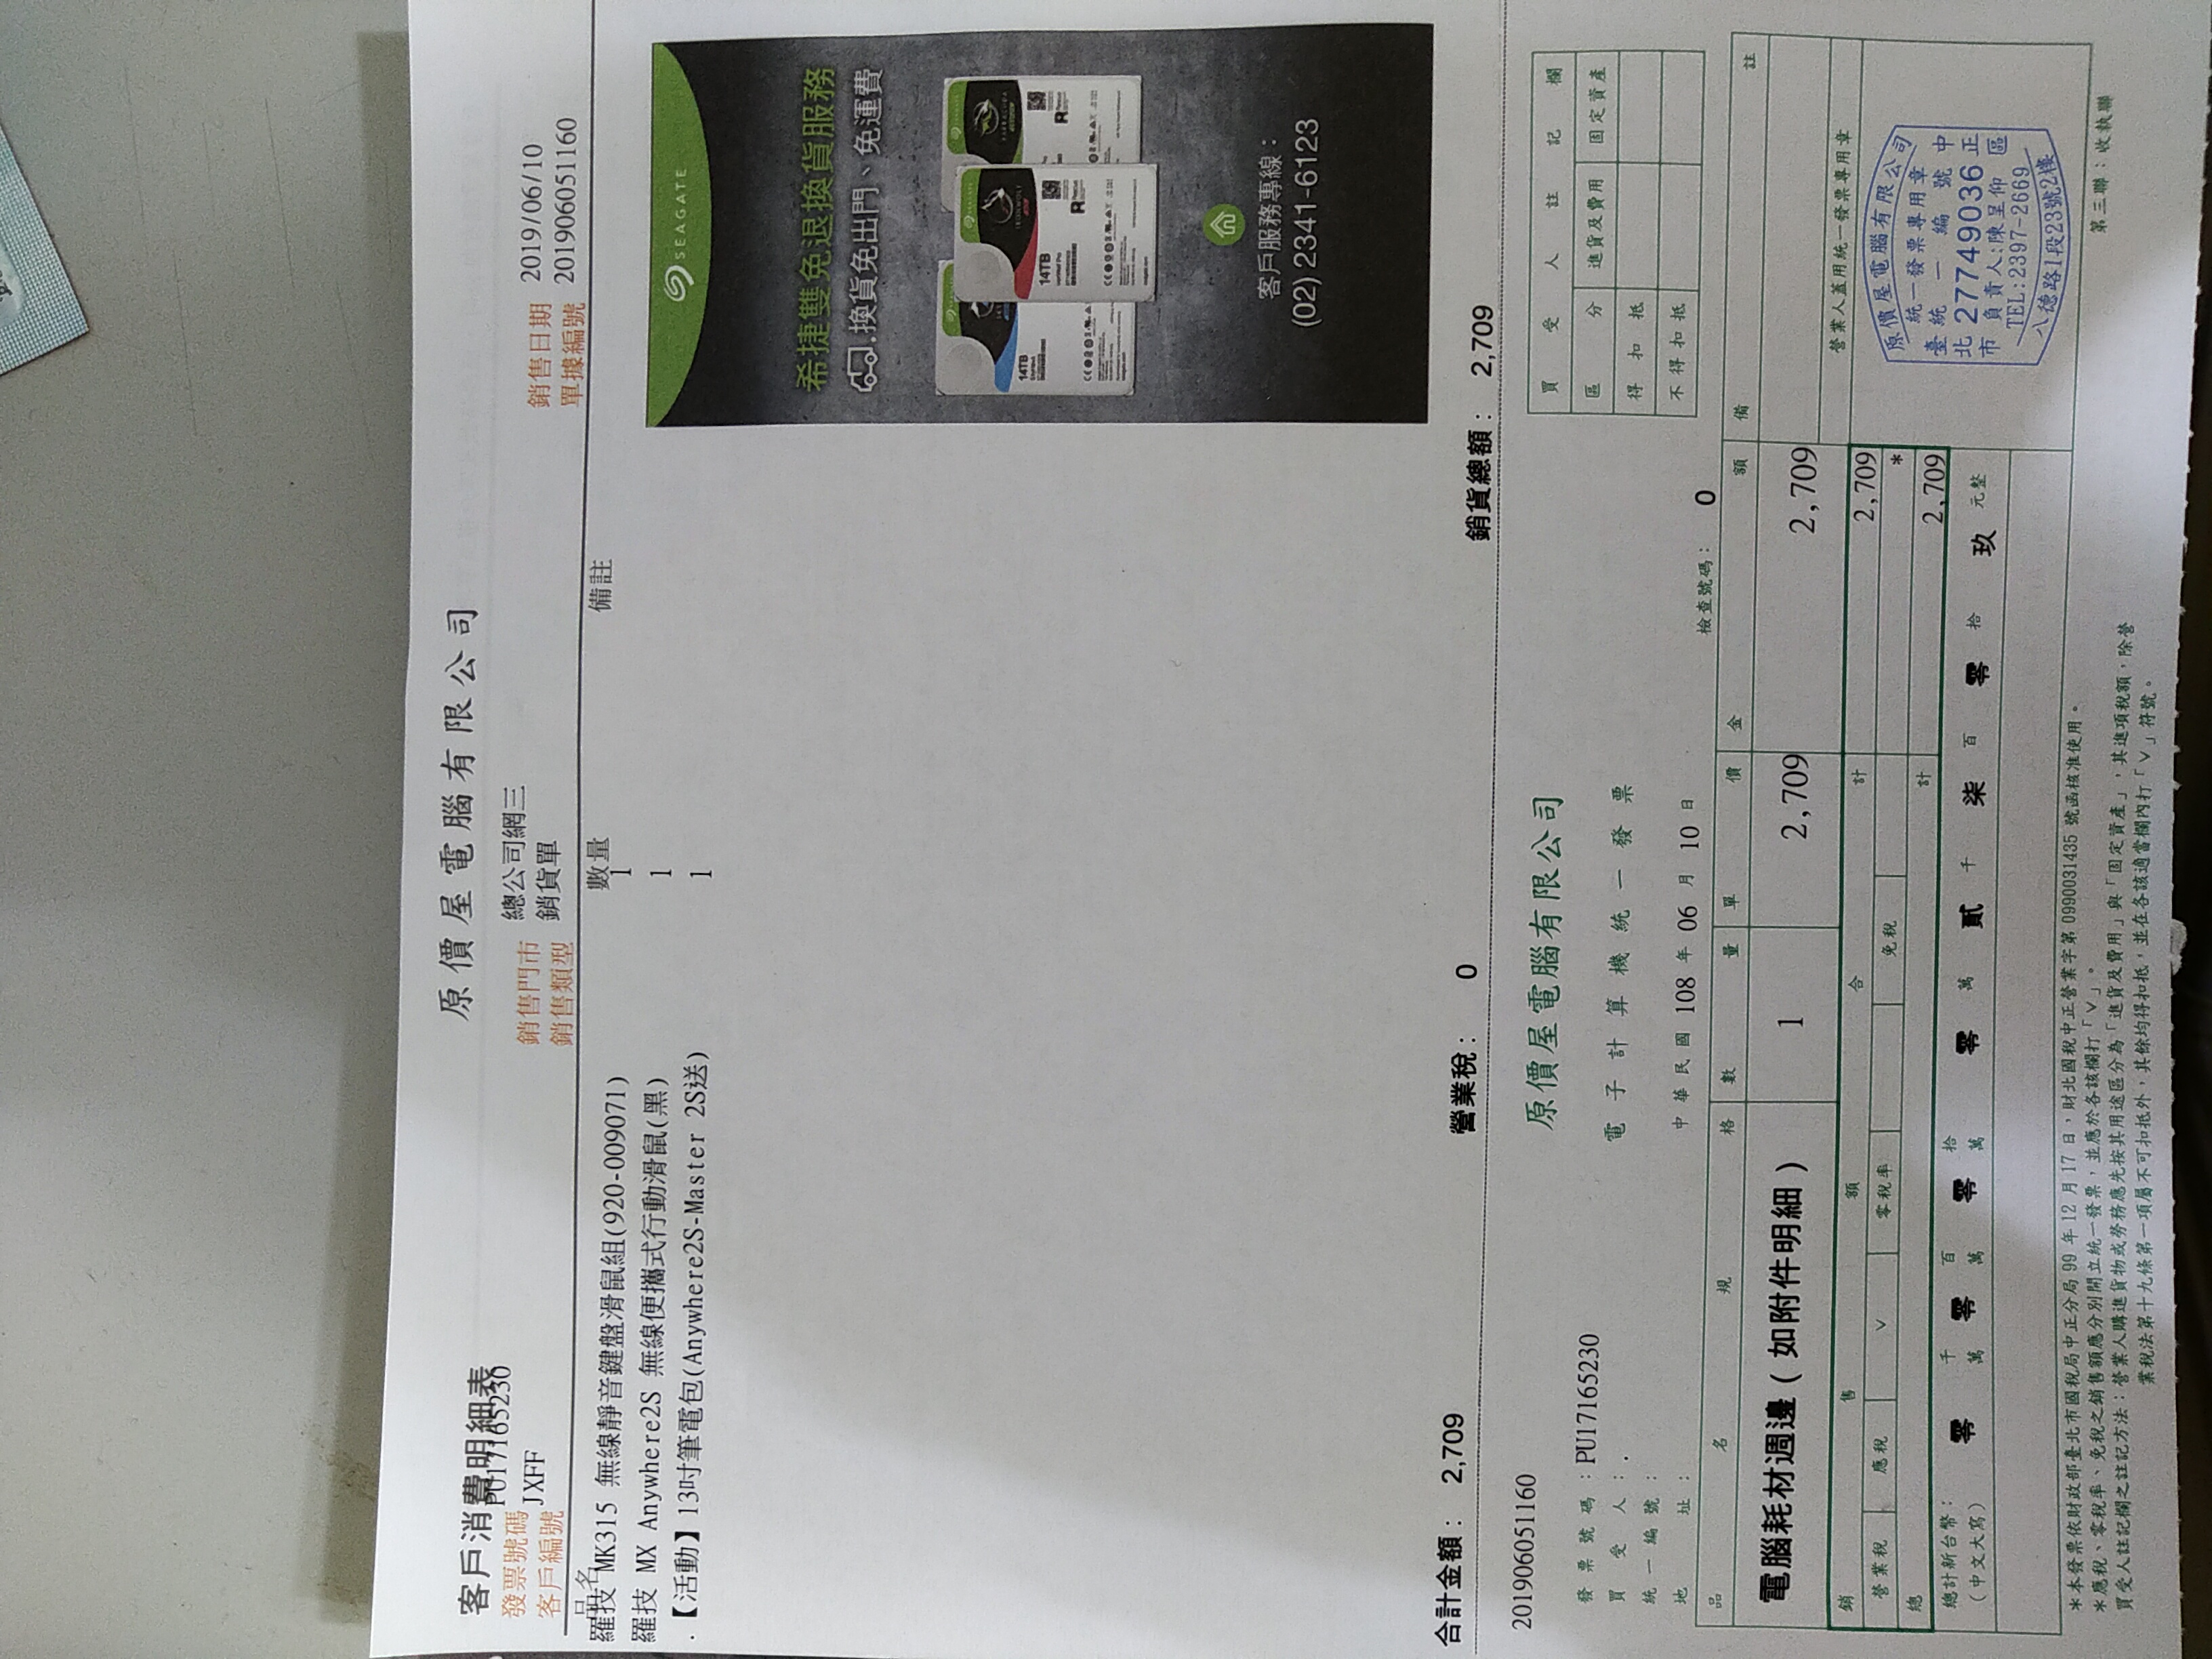 原價屋電腦有限公司
客戶消費明細表
發票號碼 PU17165230
客戶編號 JXFF
銷售門市 總公司網三
銷售類型 銷貨單
銷售日期 2019/06/10
單據編號 201906051160
品名 數量 備註
羅技 MK315 無線靜音鍵盤滑鼠組(920-009071) 1
羅技 MX Anywhere2S 無線便攜式行動滑鼠(黑) 1
.【活動】13吋筆電包(Anywhere2S-Master 2S送) 1
SEAGATE
希捷雙免退換貨服務
.換貨免出門、免運費
14TB
14TB
IRONWOLF
BARRACUDA
客戶服務專線：
(02) 2341-6123
合計金額： 2,709 營業稅： 0 銷貨總額： 2,709
201906051160
原價屋電腦有限公司
發票號碼：PU17165230
買受人：.
統一編號：
地址：
電子計算機統一發票
中華民國 108 年 06 月 10 日
檢查號碼： 0
買受人註記欄
區分 進貨及費用 固定資產
得扣抵
不得扣抵
品名規格 數量 單價 金額 備註
電腦耗材週邊(如附件明細) 1 2,709 2,709
銷售額合計 2,709
營業稅 應稅 V 零稅率 免稅 *
總計 2,709
總計新台幣：
(中文大寫)
零 千萬 零 百萬 零 拾萬 零 萬 貳 千 柒 百 零 拾 玖 元整
營業人蓋用統一發票專用章
原價屋電腦有限公司
統一發票專用章
統一編號
27749036
負責人:陳呈仰
TEL:2397-2669
臺北市
中正區
八德路1段23號2樓
＊本發票依財政部臺北市國稅局中正分局 99 年 12 月 17 日，財北國稅中正營業字第 0990031435 號函核准使用。
＊應稅、零稅率、免稅之銷售額應分別開立統一發票，並應於各該欄打「V」。
買受人註記欄之註記方法：營業人購進貨物或勞務應先按其用途區分為「進貨及費用」與「固定資產」，其進項稅額，除營
業稅法第十九條第一項屬不可扣抵外，其餘均得扣抵，並在各該適當欄內打「V」符號。
第三聯：收執聯